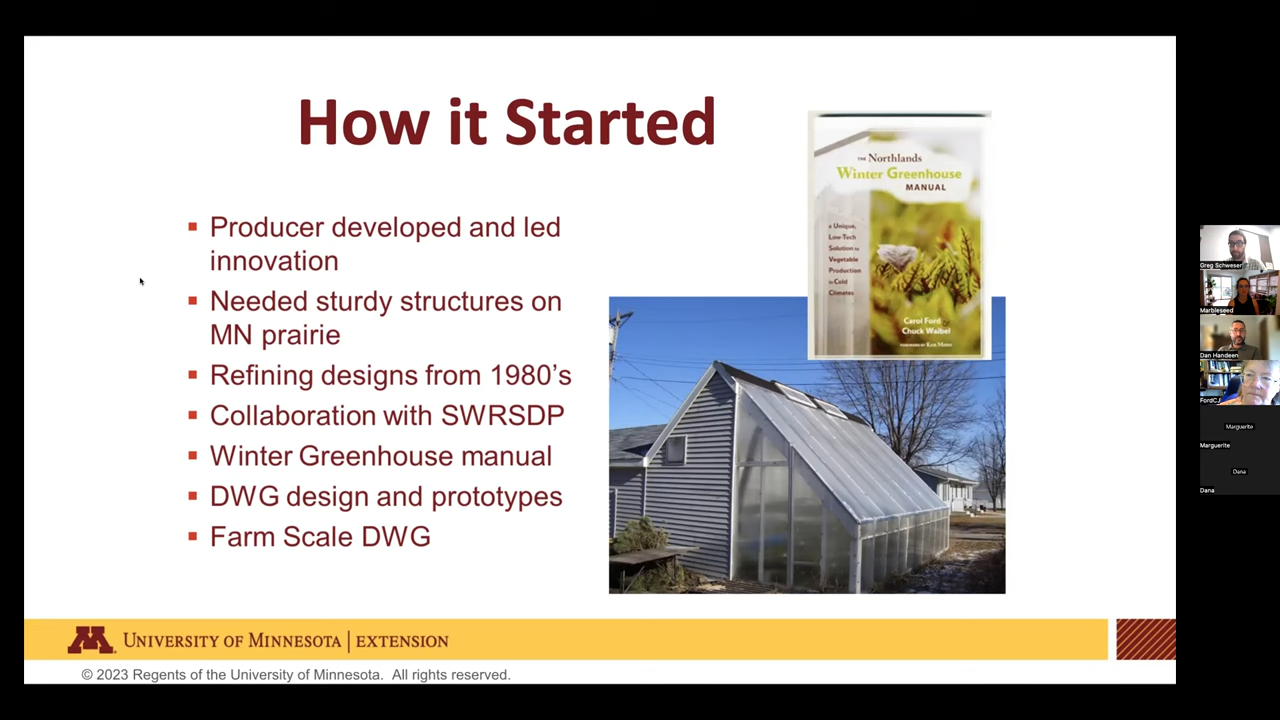 How it Started
Producer developed and led
innovation
Needed sturdy structures on
MN prairie
Refining designs from 1980’s
Collaboration with SWRSDP
Winter Greenhouse manual
DWG design and prototypes
Farm Scale DWG
THE Northlands
Winter Greenhouse
MANUAL
a Unique,
Low-Tech
Solution to
Vegetable
Production
in Cold
Climates
Carol Ford
Chuck Waibel
UNIVERSITY OF MINNESOTA | EXTENSION
© 2023 Regents of the University of Minnesota. All rights reserved.
Greg Schweser
Marbleseed
Dan Handeen
FordCJ
Marguerite
Marguerite
Dana
Dana